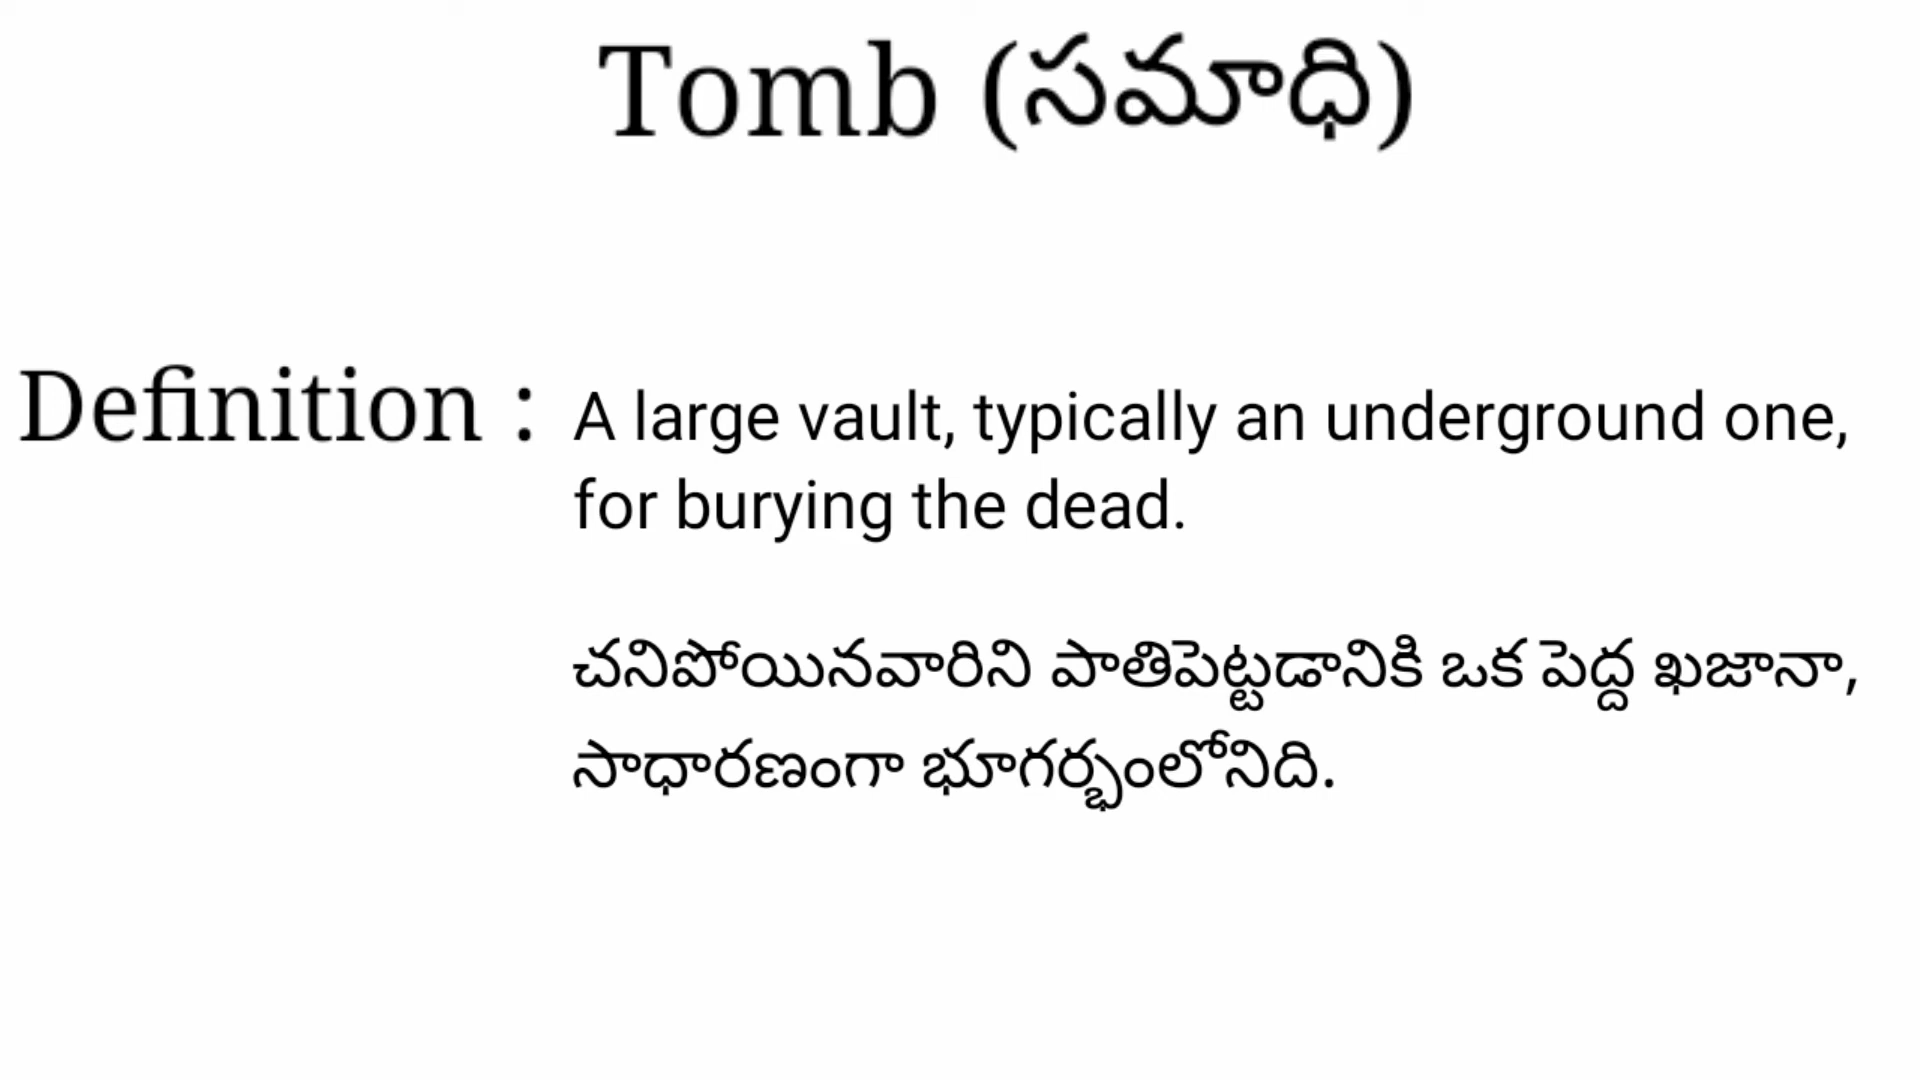 Tomb (సమాధి)
Definition : A large vault, typically an underground one,
for burying the dead.
చనిపోయినవారిని పాతిపెట్టడానికి ఒక పెద్ద ఖజానా,
సాధారణంగా భూగర్భంలోనిది.